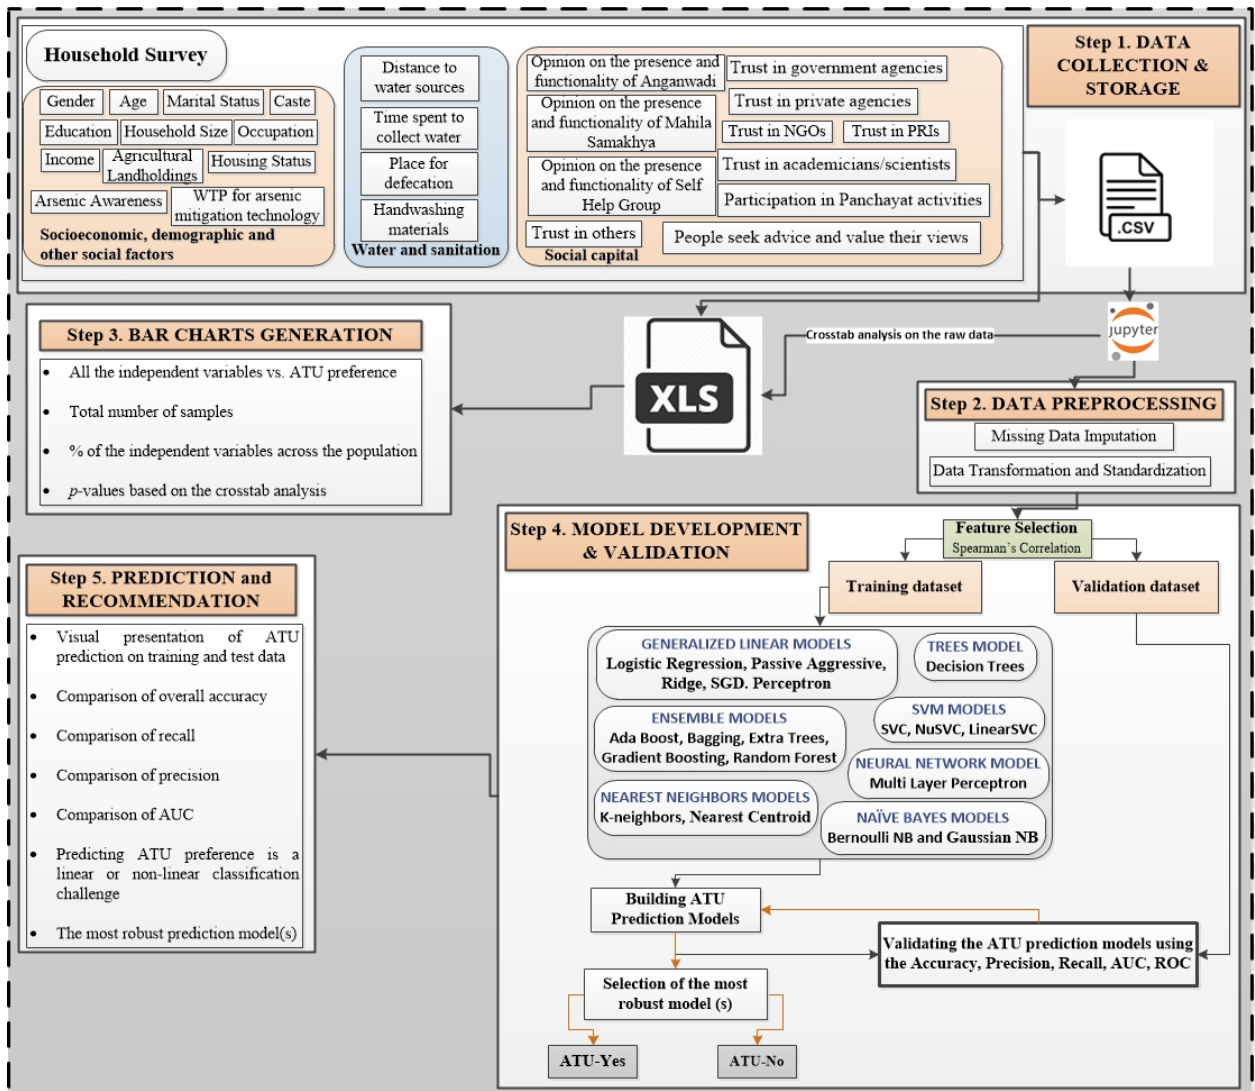 Household Survey
Gender
Age
Marital Status
Caste
Education
Household Size
Occupation
Income
Agricultural
Landholdings
Housing Status
Arsenic Awareness
WTP for arsenic
mitigation technology
Socioeconomic, demographic and
other social factors
Distance to
water sources
Time spent to
collect water
Place for
defecation
Handwashing
materials
Water and sanitation
Opinion on the presence and
functionality of Anganwadi
Opinion on the presence
and functionality of Mahila
Samakhya
Opinion on the presence
and functionality of Self
Help Group
Trust in others
Trust in government agencies
Trust in private agencies
Trust in NGOs
Trust in PRIs
Trust in academicians/scientists
Participation in Panchayat activities
People seek advice and value their views
Social capital
Step 1. DATA
COLLECTION &
STORAGE
.CSV
jupyter
Crosstab analysis on the raw data
XLS
Step 3. BAR CHARTS GENERATION
• All the independent variables vs. ATU preference
• Total number of samples
• % of the independent variables across the population
• p-values based on the crosstab analysis
Step 2. DATA PREPROCESSING
Missing Data Imputation
Data Transformation and Standardization
Step 4. MODEL DEVELOPMENT
& VALIDATION
Feature Selection
Spearman's Correlation
Training dataset
Validation dataset
GENERALIZED LINEAR MODELS
Logistic Regression, Passive Aggressive,
Ridge, SGD. Perceptron
TREES MODEL
Decision Trees
ENSEMBLE MODELS
Ada Boost, Bagging, Extra Trees,
Gradient Boosting, Random Forest
SVM MODELS
SVC, NuSVC, LinearSVC
NEURAL NETWORK MODEL
Multi Layer Perceptron
NEAREST NEIGHBORS MODELS
K-neighbors, Nearest Centroid
NAÏVE BAYES MODELS
Bernoulli NB and Gaussian NB
Building ATU
Prediction Models
Validating the ATU prediction models using
the Accuracy, Precision, Recall, AUC, ROC
Selection of the most
robust model (s)
ATU-Yes
ATU-No
Step 5. PREDICTION and
RECOMMENDATION
• Visual presentation of ATU
prediction on training and test data
• Comparison of overall accuracy
• Comparison of recall
• Comparison of precision
• Comparison of AUC
• Predicting ATU preference is a
linear or non-linear classification
challenge
• The most robust prediction model(s)